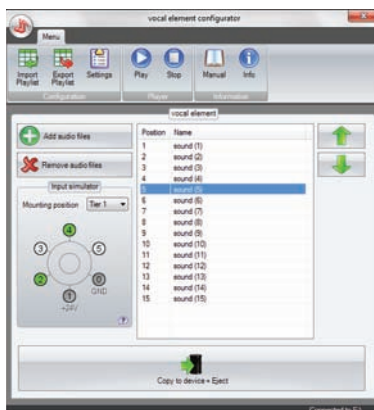 vocal element configurator
Menu
Import Playlist
Export Playlist
Settings
Play
Stop
Manual
Info
Configuration
Player
Information
vocal element
Add audio files
Remove audio files
Input simulator
Mounting position Tier 1
4
3
5
2
0
1
GND
+24V
Position Name
1 sound (1)
2 sound (2)
3 sound (3)
4 sound (4)
5 sound (5)
6 sound (6)
7 sound (7)
8 sound (8)
9 sound (9)
10 sound (10)
11 sound (11)
12 sound (12)
13 sound (13)
14 sound (14)
15 sound (15)
Copy to device + Eject